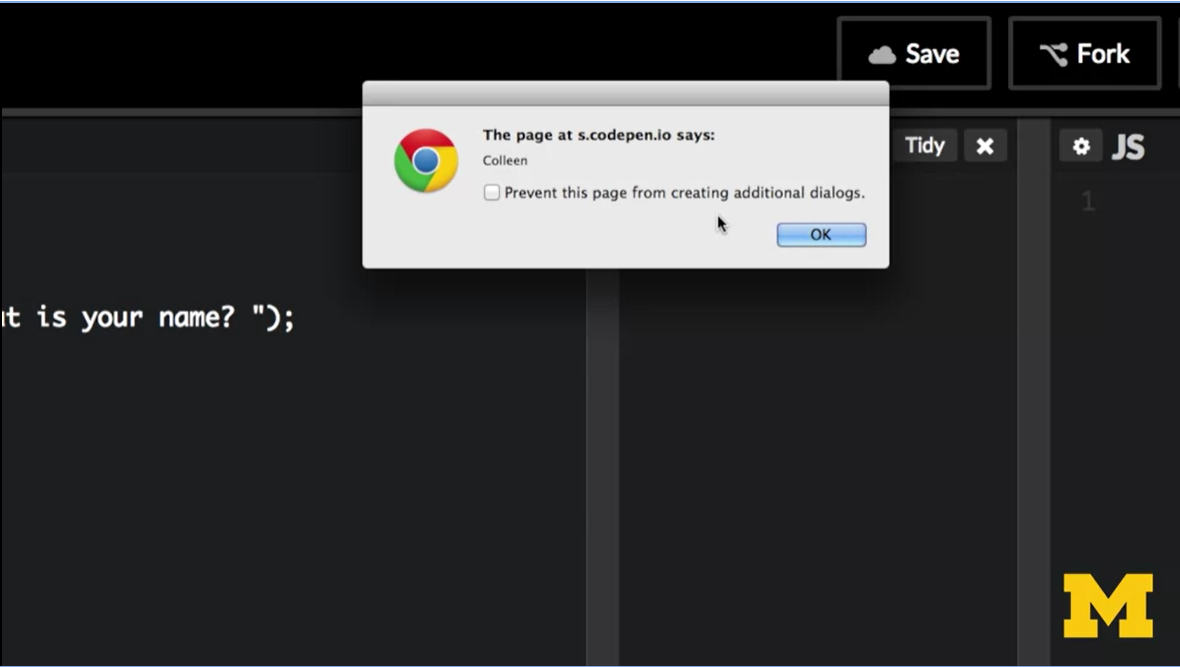 Save
Fork
The page at s.codepen.io says:
Colleen
Prevent this page from creating additional dialogs.
OK
Tidy
JS
1
t is your name? ");
M